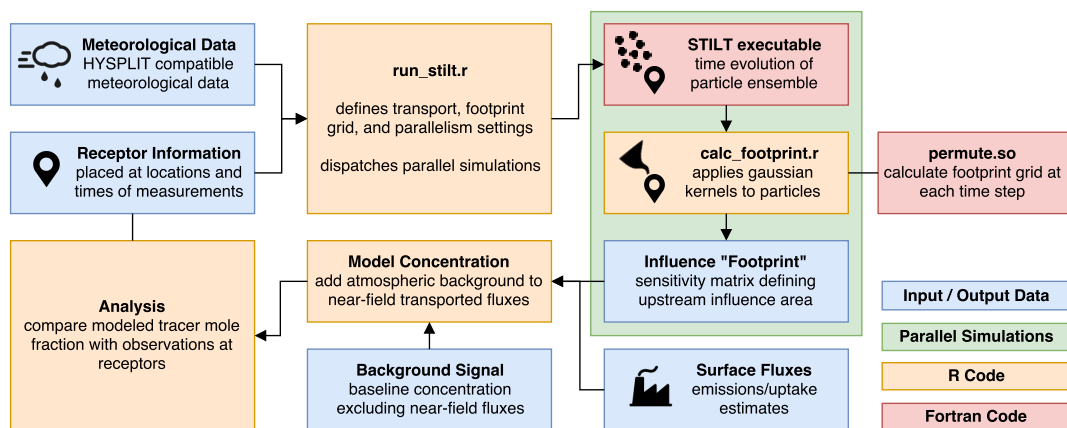 Meteorological Data
HYSPLIT compatible
meteorological data
Receptor Information
placed at locations and
times of measurements
run_stilt.r
defines transport, footprint
grid, and parallelism settings
dispatches parallel simulations
STILT executable
time evolution of
particle ensemble
calc_footprint.r
applies gaussian
kernels to particles
permute.so
calculate footprint grid at
each time step
Influence "Footprint"
sensitivity matrix defining
upstream influence area
Model Concentration
add atmospheric background to
near-field transported fluxes
Analysis
compare modeled tracer mole
fraction with observations at
receptors
Background Signal
baseline concentration
excluding near-field fluxes
Surface Fluxes
emissions/uptake
estimates
Input / Output Data
Parallel Simulations
R Code
Fortran Code